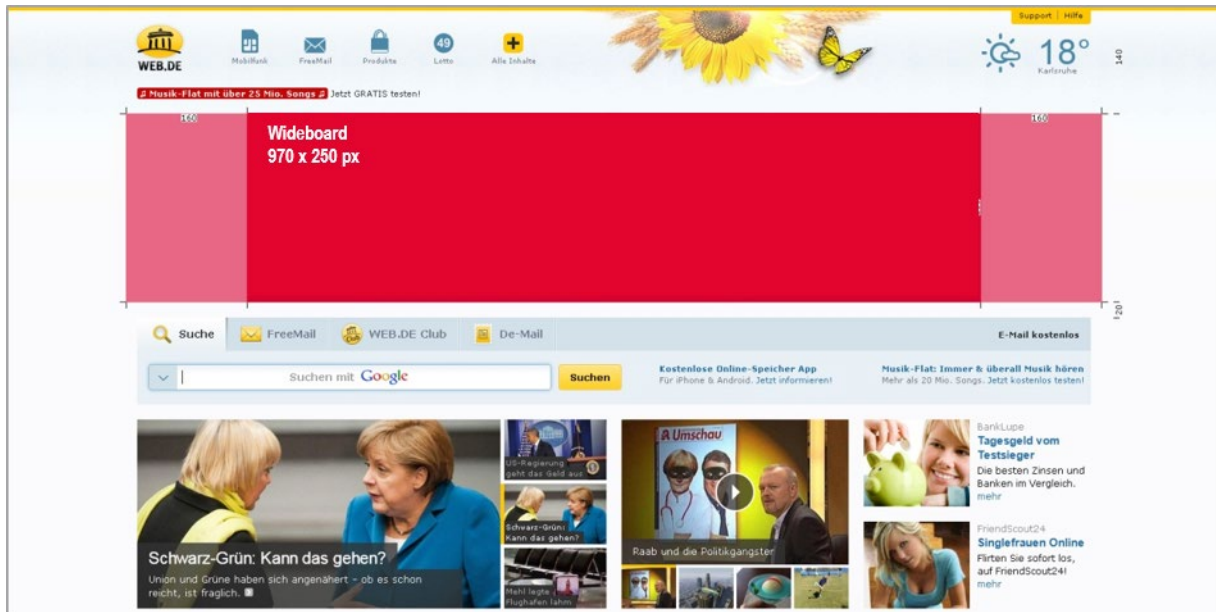 Support | Hilfe
WEB.DE
Mobilfunk
FreeMail
Produkte
49
Lotto
Alle Inhalte
18°
Karlsruhe
140
♫ Musik-Flat mit über 25 Mio. Songs ♫ Jetzt GRATIS testen!
160
160
Wideboard
970 x 250 px
20
Suche
FreeMail
WEB.DE Club
De-Mail
E-Mail kostenlos
Suchen mit Google
Suchen
Kostenlose Online-Speicher App
Für iPhone & Android. Jetzt informieren!
Musik-Flat: Immer & überall Musik hören
Mehr als 20 Mio. Songs. Jetzt kostenlos testen!
Schwarz-Grün: Kann das gehen?
Union und Grüne haben sich angenähert - ob es schon
reicht, ist fraglich.
US-Regierung
geht das Geld aus
Schwarz-Grün:
Kann das gehen?
Mehl legte
Flughafen lahm
Umschau
Raab und die Politikgangster
BankLupe
Tagesgeld vom
Testsieger
Die besten Zinsen und
Banken im Vergleich.
mehr
FriendScout24
Singlefrauen Online
Flirten Sie sofort los,
auf FriendScout24!
mehr